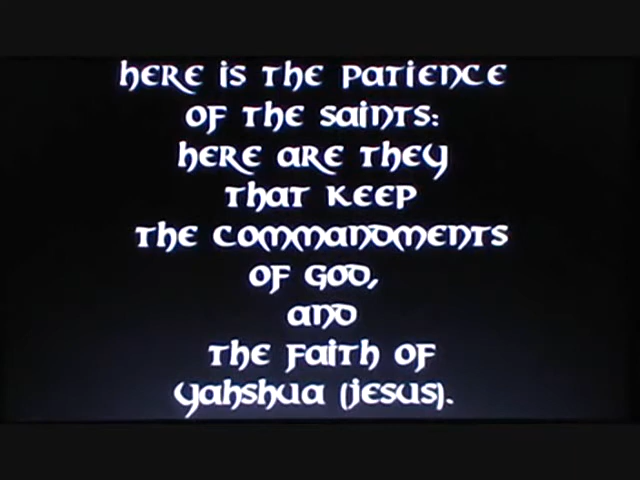 Here is the patience
of the saints:
here are they
that keep
the commandments
of God,
and
the faith of
Yahshua (Jesus).